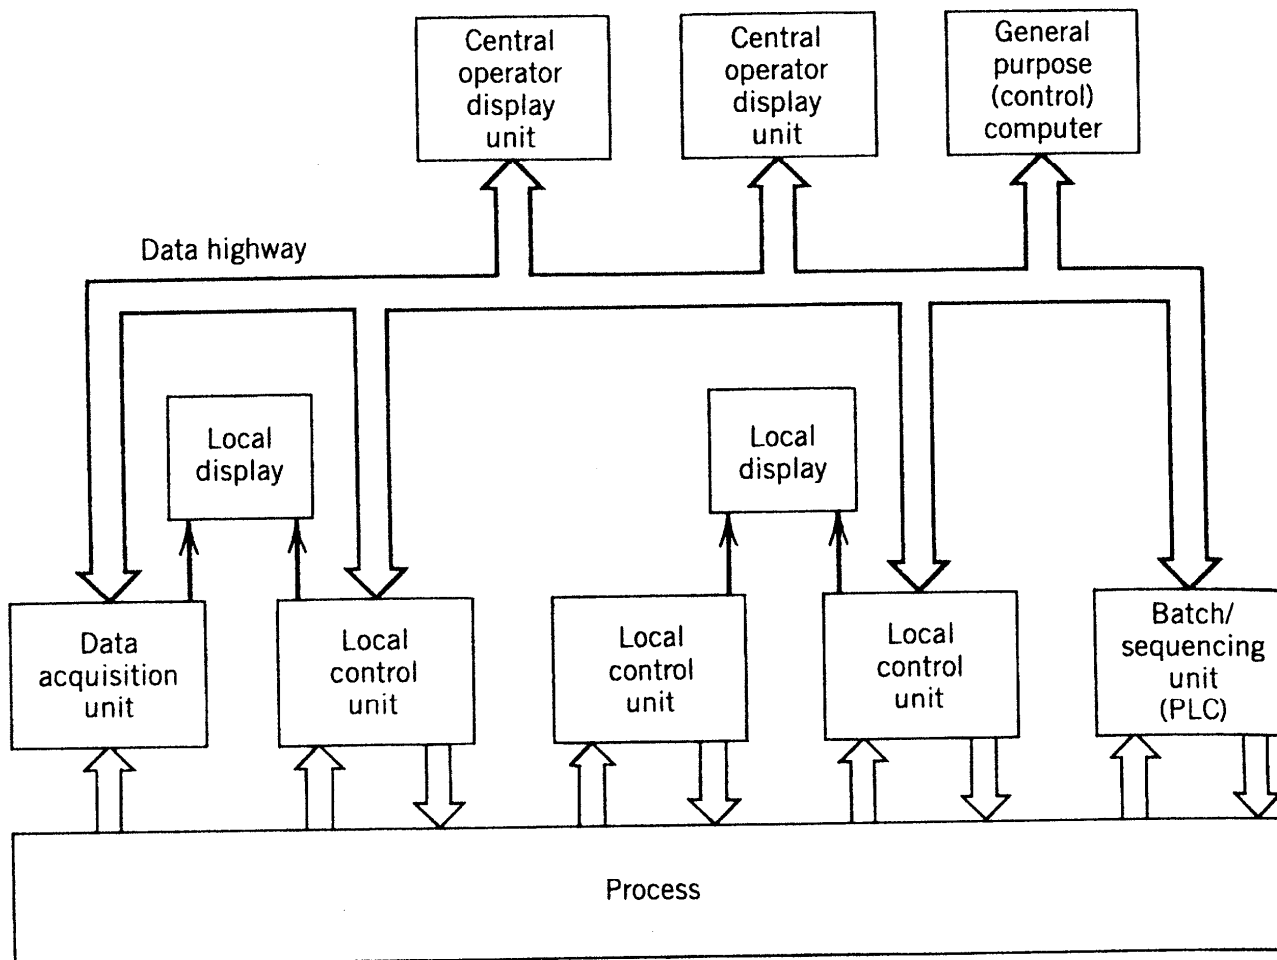 Central
operator
display
unit
Central
operator
display
unit
General
purpose
(control)
computer
Data highway
Local
display
Local
display
Data
acquisition
unit
Local
control
unit
Local
control
unit
Local
control
unit
Batch/
sequencing
unit
(PLC)
Process